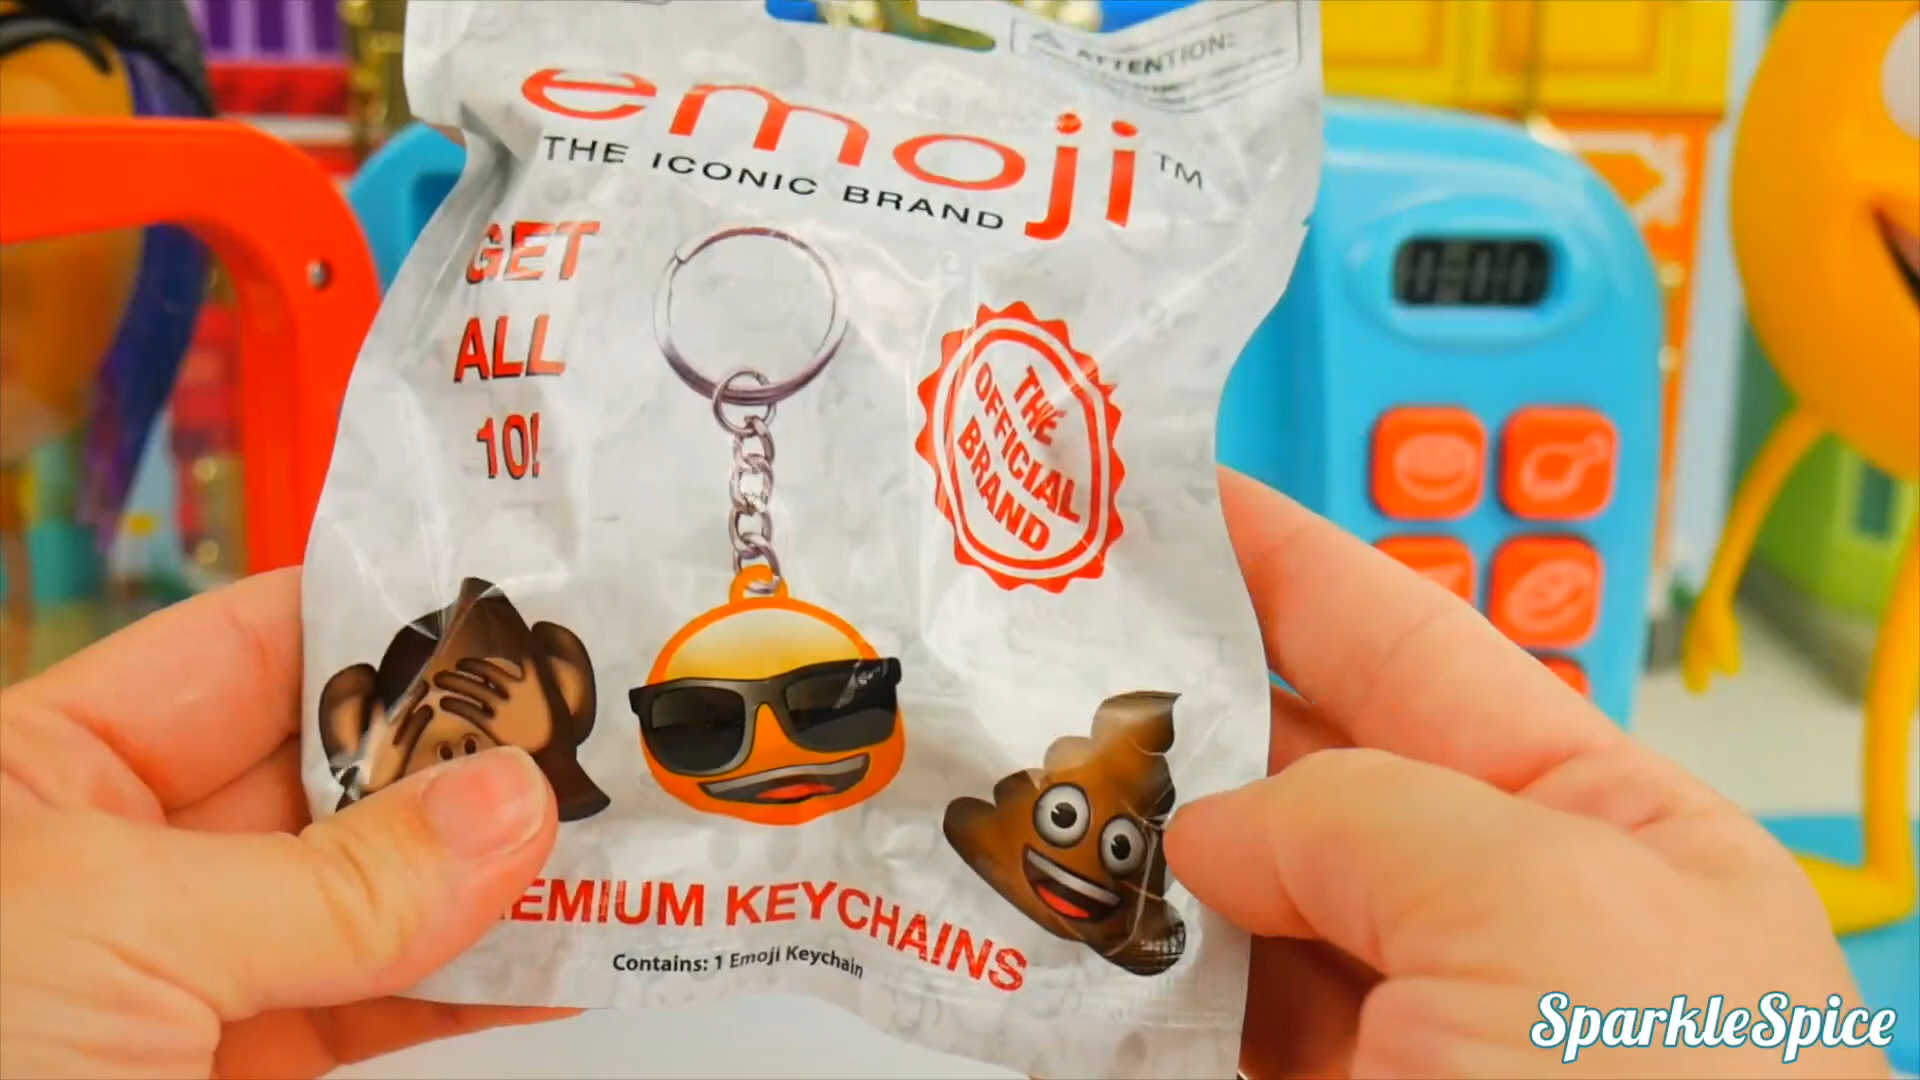 ATTENTION:
emoji™
THE ICONIC BRAND
GET
ALL
10!
THE
OFFICIAL
BRAND
EMIUM KEYCHAINS
Contains: 1 Emoji Keychain
SparkleSpice